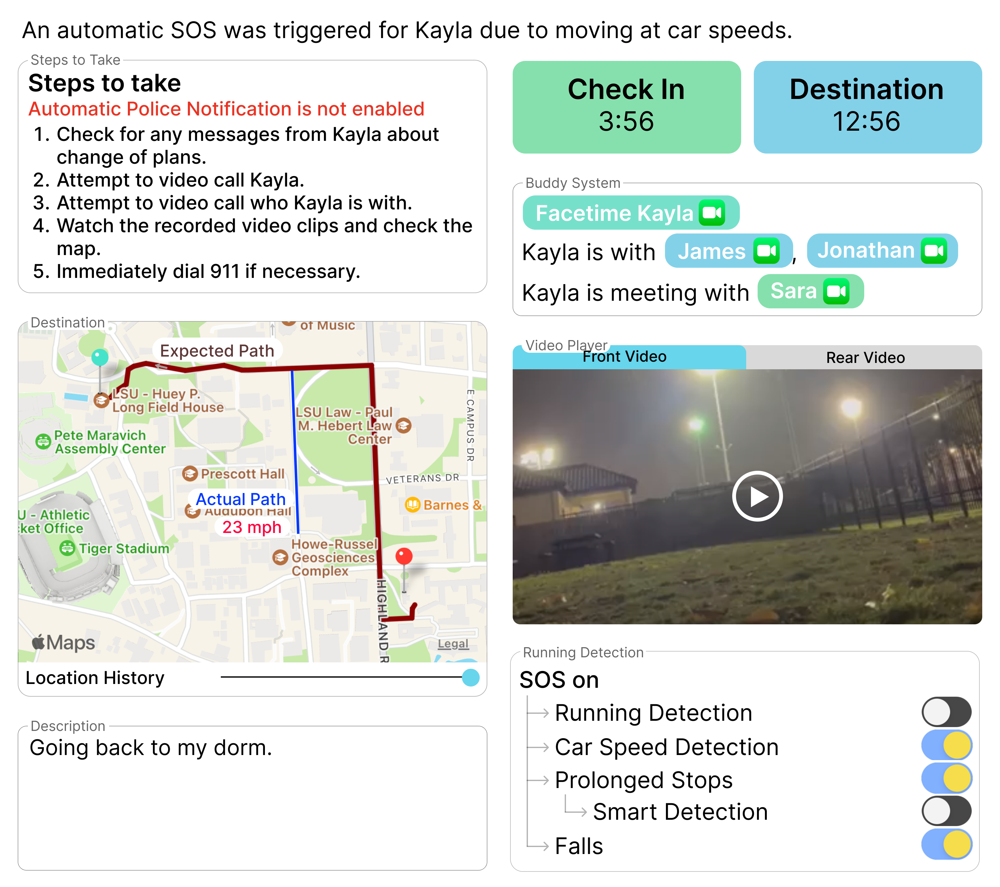 An automatic SOS was triggered for Kayla due to moving at car speeds.
Steps to Take
Steps to take
Automatic Police Notification is not enabled
1. Check for any messages from Kayla about
change of plans.
2. Attempt to video call Kayla.
3. Attempt to video call who Kayla is with.
4. Watch the recorded video clips and check the
map.
5. Immediately dial 911 if necessary.
Check In
3:56
Destination
12:56
Buddy System
Facetime Kayla
Kayla is with James, Jonathan
Kayla is meeting with Sara
Destination
of Music
Expected Path
LSU - Huey P.
Long Field House
LSU Law - Paul
M. Hebert Law
Center
E CAMPUS DR
Pete Maravich
Assembly Center
Prescott Hall
VETERANS DR
Actual Path
Audubon Hall
Barnes &
U - Athletic
ket Office
23 mph
Tiger Stadium
Howe-Russel
Geosciences
Complex
HIGHLAND R
Maps
Legal
Location History
Video Player
Front Video
Rear Video
Description
Going back to my dorm.
Running Detection
SOS on
Running Detection
Car Speed Detection
Prolonged Stops
Smart Detection
Falls